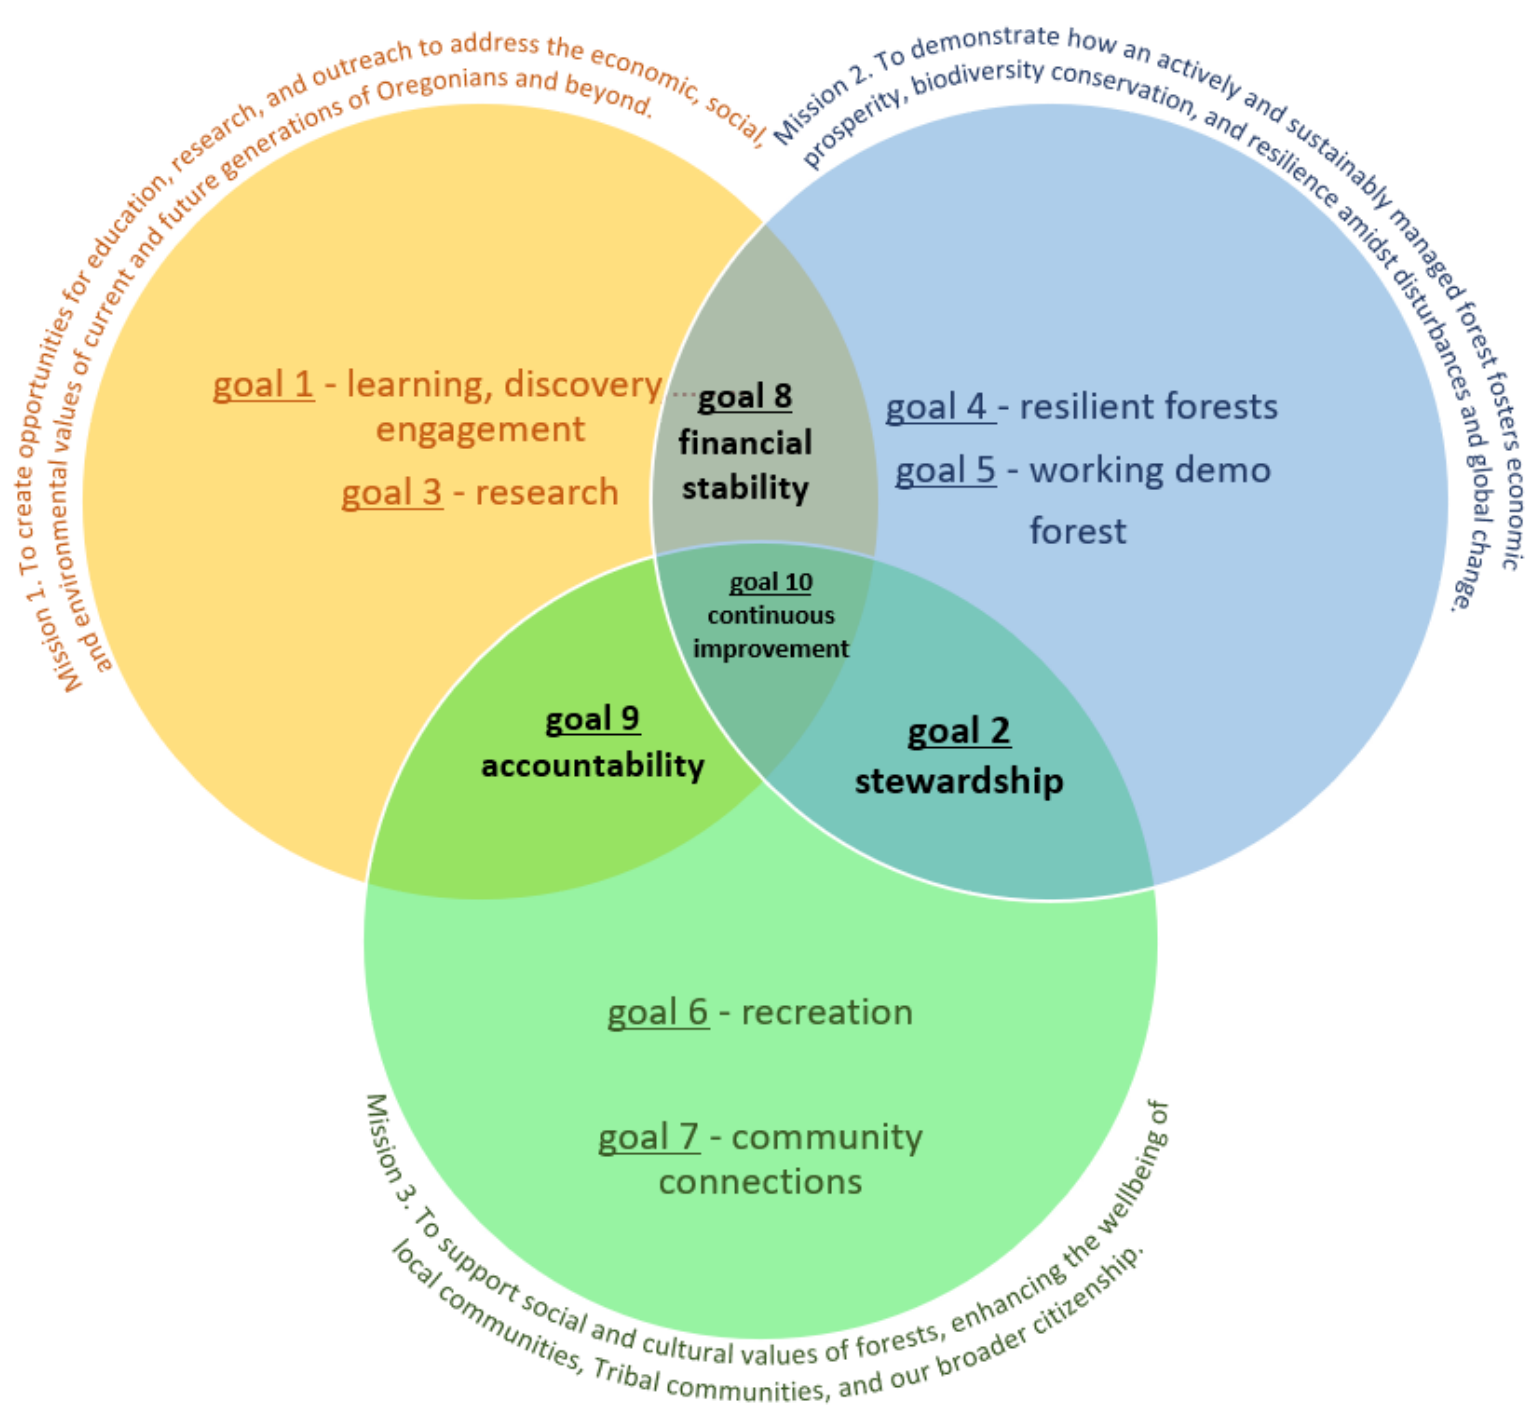 Mission 1. To create opportunities for education, research, and outreach to address the economic, social,
and environmental values of current and future generations of Oregonians and beyond.
Mission 2. To demonstrate how an actively and sustainably managed forest fosters economic
prosperity, biodiversity conservation, and resilience amidst disturbances and global change.
goal 1 - learning, discovery, ...
engagement
goal 3 - research
goal 8
financial
stability
goal 4 - resilient forests
goal 5 - working demo
forest
goal 10
continuous
improvement
goal 9
accountability
goal 2
stewardship
goal 6 - recreation
goal 7 - community
connections
Mission 3. To support social and cultural values of forests, enhancing the wellbeing of
local communities, Tribal communities, and our broader citizenship.